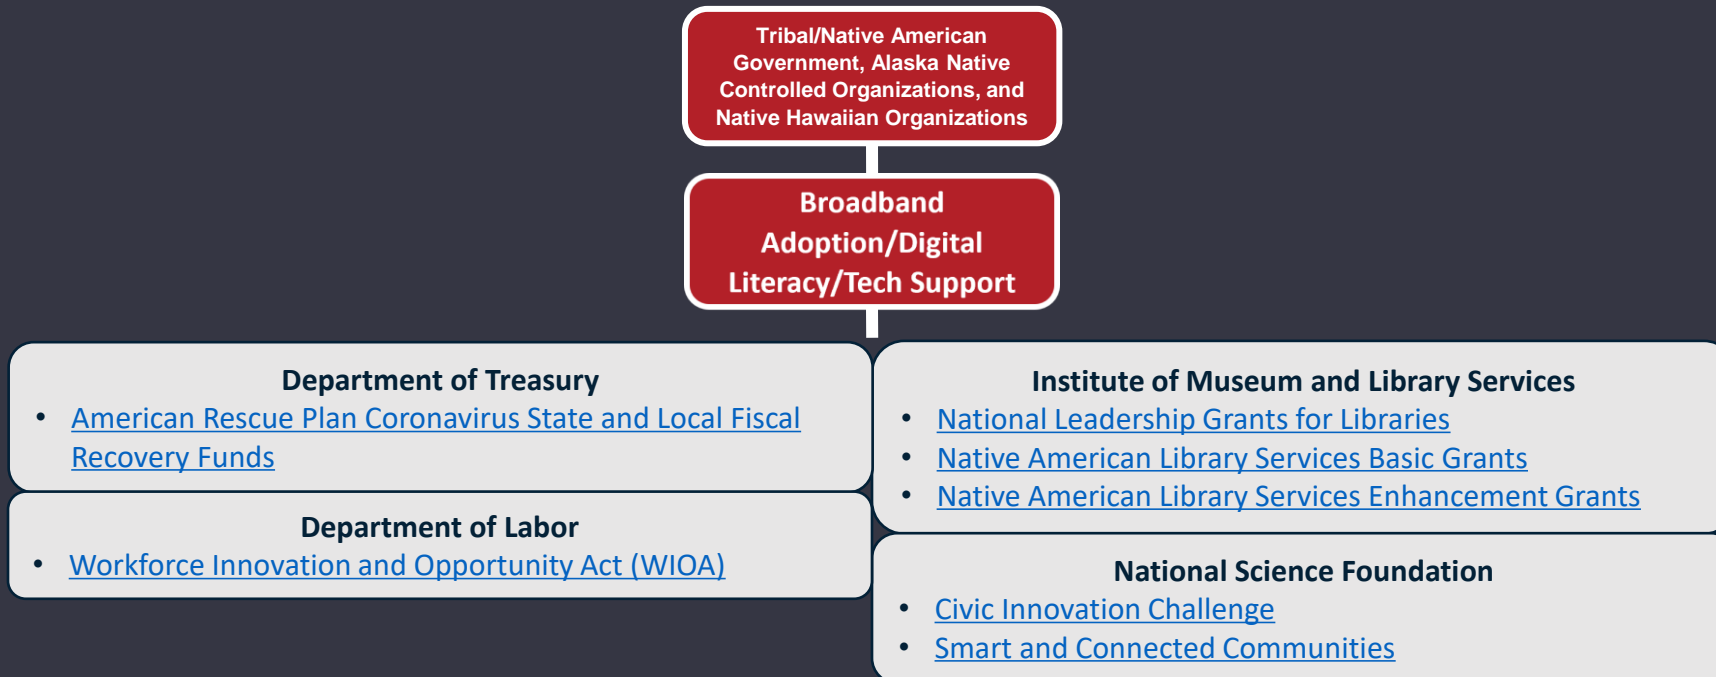 Tribal/Native American
Government, Alaska Native
Controlled Organizations, and
Native Hawaiian Organizations
Broadband
Adoption/Digital
Literacy/Tech Support
Department of Treasury
• American Rescue Plan Coronavirus State and Local Fiscal
Recovery Funds
Department of Labor
• Workforce Innovation and Opportunity Act (WIOA)
Institute of Museum and Library Services
• National Leadership Grants for Libraries
• Native American Library Services Basic Grants
• Native American Library Services Enhancement Grants
National Science Foundation
• Civic Innovation Challenge
• Smart and Connected Communities